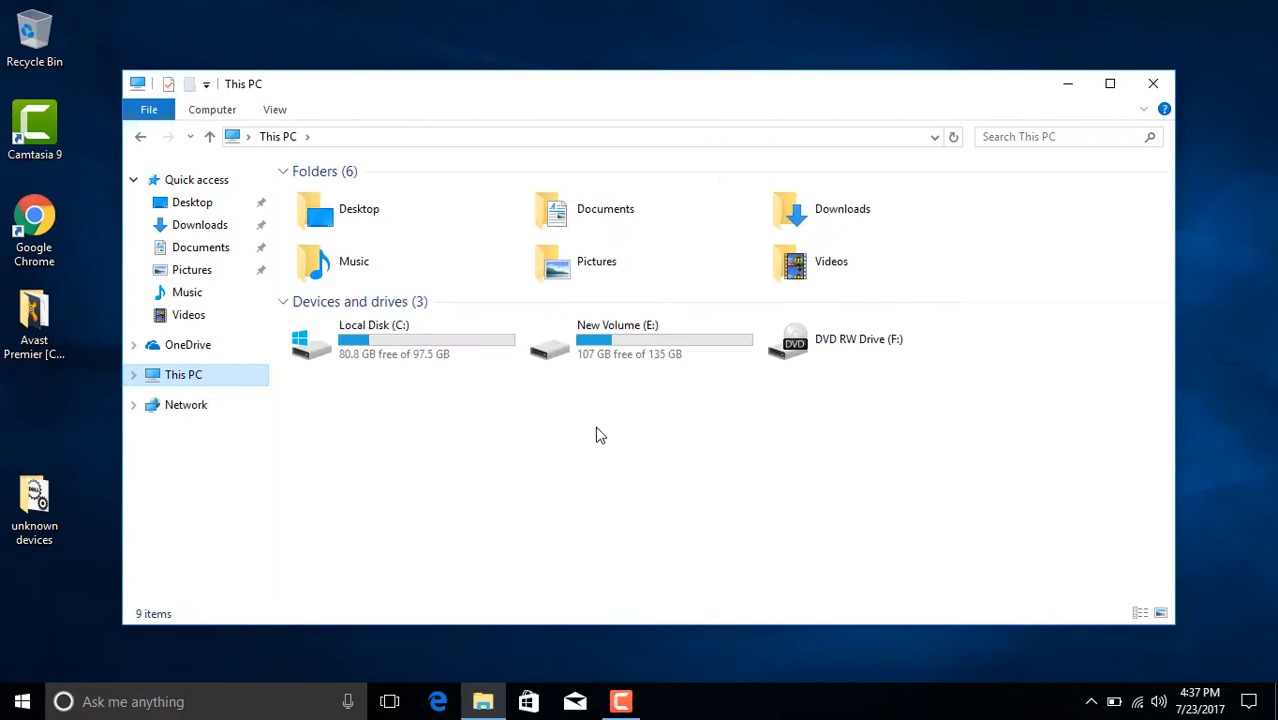 Recycle Bin
Camtasia 9
Google
Chrome
Avast
Premier [C...
unknown
devices
This PC
File
Computer
View
This PC
Search This PC
Quick access
Desktop
Downloads
Documents
Pictures
Music
Videos
OneDrive
This PC
Network
Folders (6)
Desktop
Documents
Downloads
Music
Pictures
Videos
Devices and drives (3)
Local Disk (C:)
80.8 GB free of 97.5 GB
New Volume (E:)
107 GB free of 135 GB
DVD
DVD RW Drive (F:)
9 items
Ask me anything
4:37 PM
7/23/2017